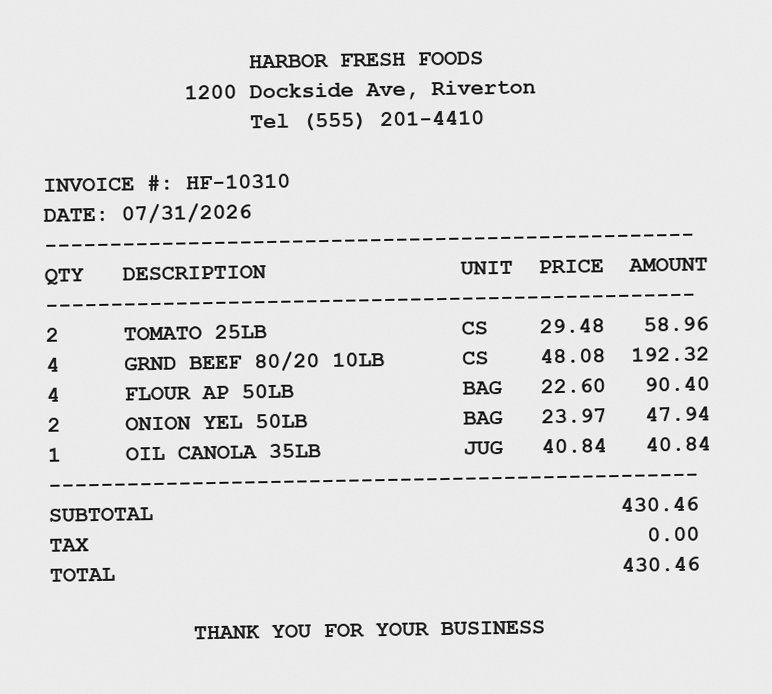 HARBOR FRESH FOODS
1200 Dockside Ave, Riverton
Tel (555) 201-4410
INVOICE #: HF-10310
DATE: 07/31/2026
--------------------------------------------------
QTY DESCRIPTION UNIT PRICE AMOUNT
--------------------------------------------------
2 TOMATO 25LB CS 29.48 58.96
4 GRND BEEF 80/20 10LB CS 48.08 192.32
4 FLOUR AP 50LB BAG 22.60 90.40
2 ONION YEL 50LB BAG 23.97 47.94
1 OIL CANOLA 35LB JUG 40.84 40.84
--------------------------------------------------
SUBTOTAL 430.46
TAX 0.00
TOTAL 430.46
THANK YOU FOR YOUR BUSINESS